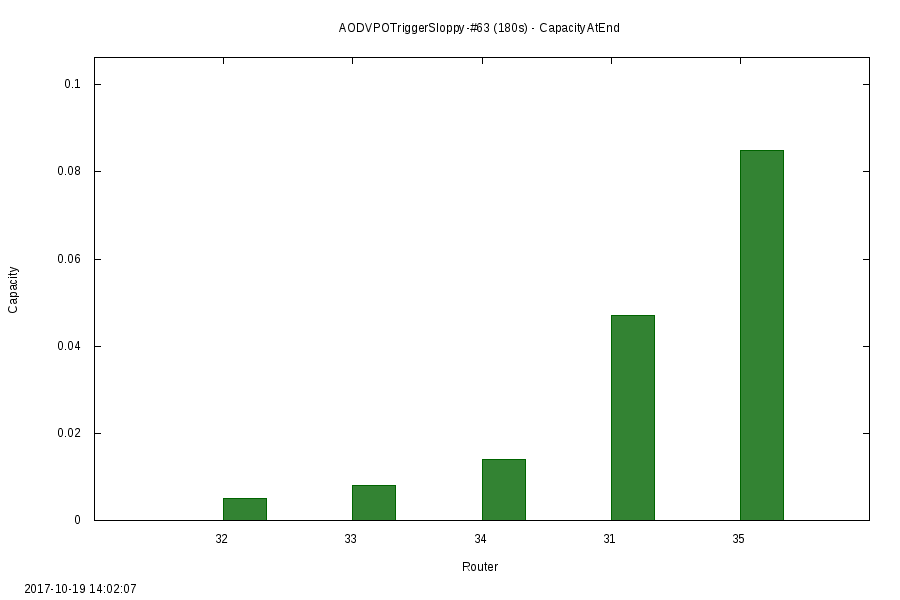 AODVPOTriggerSloppy-#63 (180s) - CapacityAtEnd
0.1
0.08
0.06
0.04
0.02
0
Capacity
32 33 34 31 35
Router
2017-10-19 14:02:07